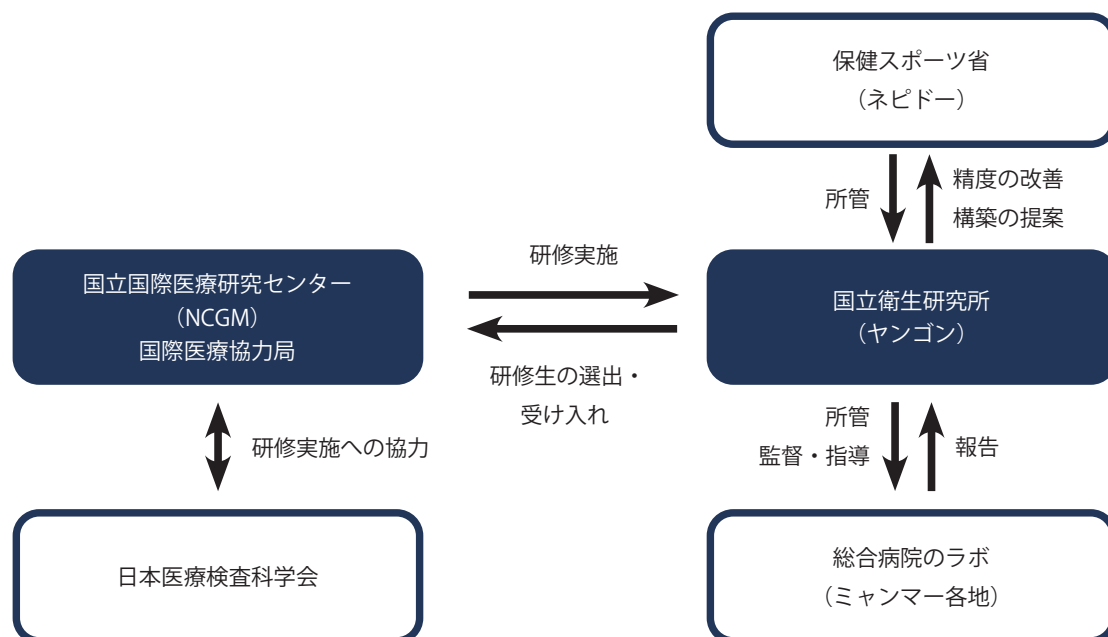 保健スポーツ省
（ネピドー）
所管
精度の改善
構築の提案
国立国際医療研究センター
（NCGM）
国際医療協力局
研修実施
国立衛生研究所
（ヤンゴン）
研修生の選出・
受け入れ
研修実施への協力
所管
監督・指導
報告
日本医療検査科学会
総合病院のラボ
（ミャンマー各地）